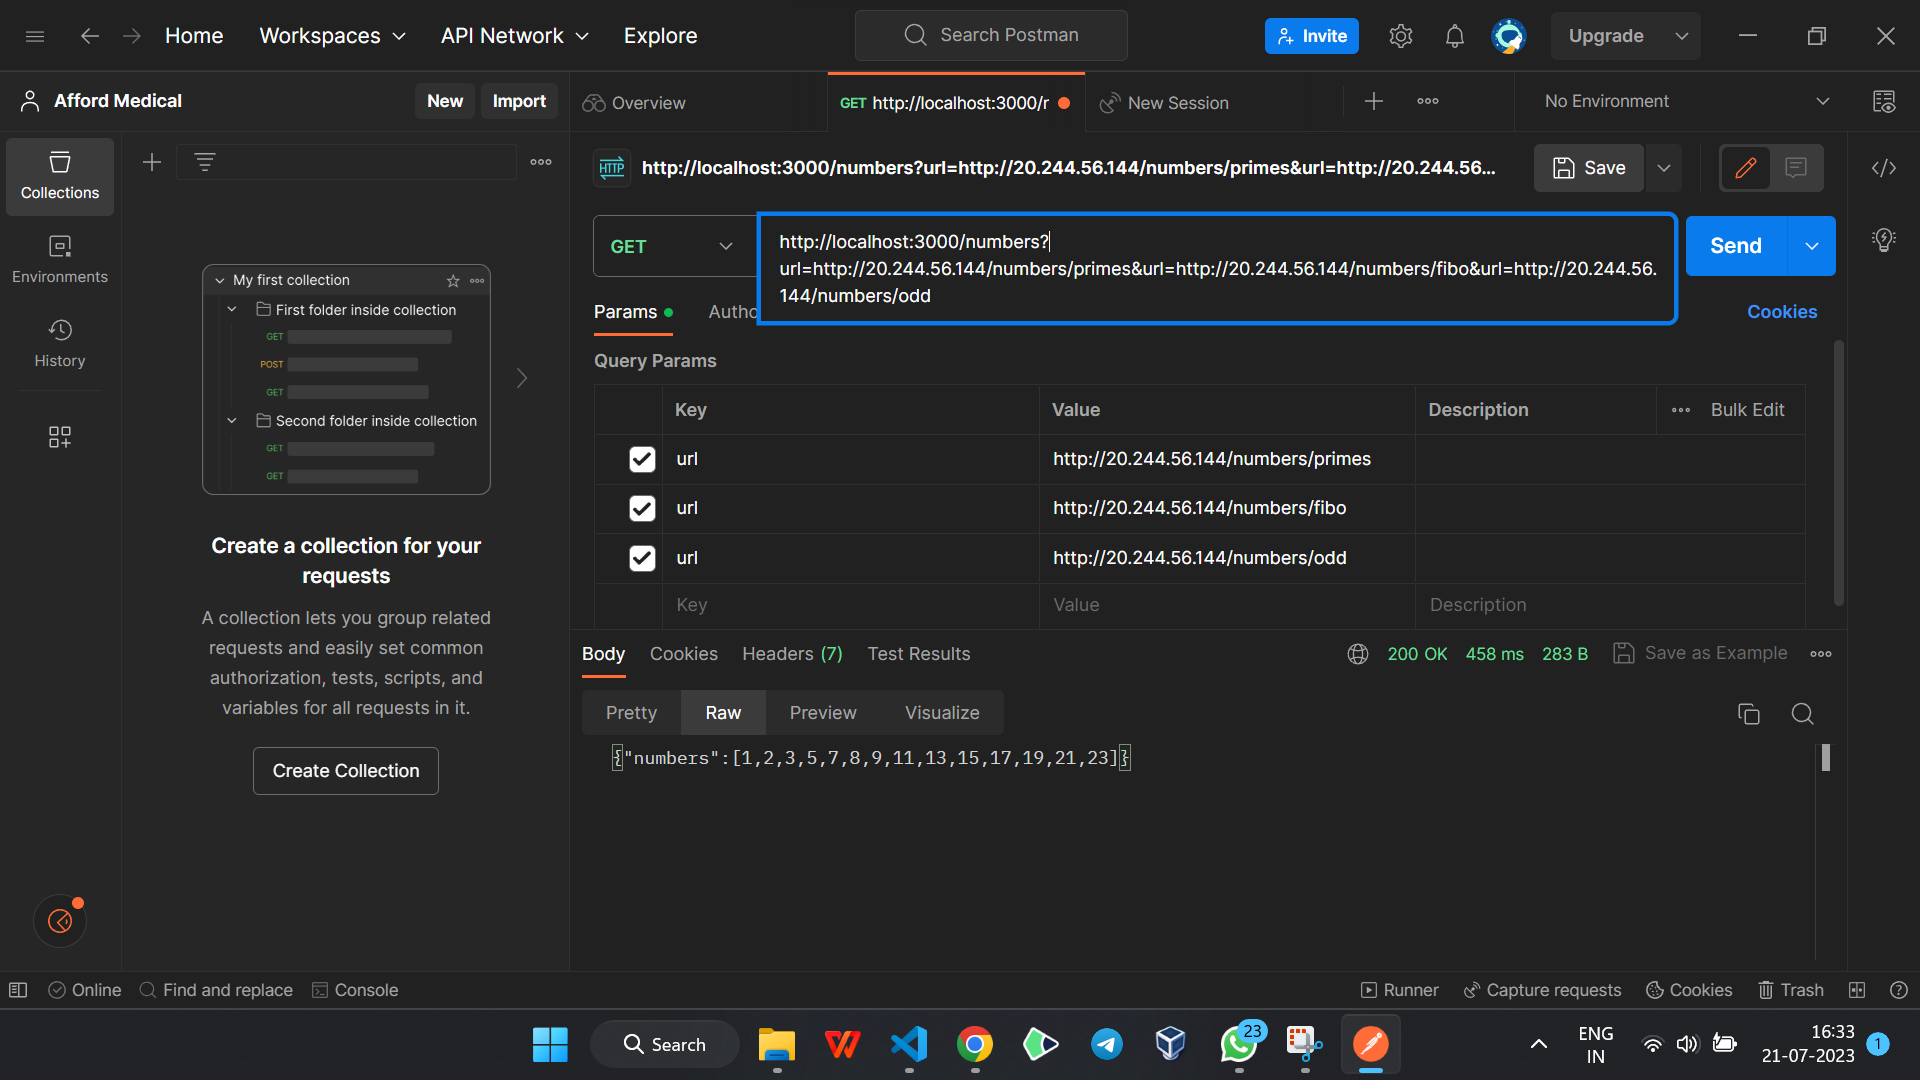 Home
Workspaces
API Network
Explore
Search Postman
Invite
Upgrade
Afford Medical
New
Import
Overview
GET http://localhost:3000/r
New Session
No Environment
Collections
Environments
History
HTTP
http://localhost:3000/numbers?url=http://20.244.56.144/numbers/primes&url=http://20.244.56...
Save
GET
http://localhost:3000/numbers?
url=http://20.244.56.144/numbers/primes&url=http://20.244.56.144/numbers/fibo&url=http://20.244.56.
144/numbers/odd
Send
Params
Autho
Cookies
Query Params
Key
Value
Description
Bulk Edit
url
http://20.244.56.144/numbers/primes
url
http://20.244.56.144/numbers/fibo
url
http://20.244.56.144/numbers/odd
Key
Value
Description
My first collection
First folder inside collection
GET
POST
GET
Second folder inside collection
GET
GET
Create a collection for your
requests
A collection lets you group related
requests and easily set common
authorization, tests, scripts, and
variables for all requests in it.
Create Collection
Body
Cookies
Headers (7)
Test Results
200 OK
458 ms
283 B
Save as Example
Pretty
Raw
Preview
Visualize
{"numbers":[1,2,3,5,7,8,9,11,13,15,17,19,21,23]}
Online
Find and replace
Console
Runner
Capture requests
Cookies
Trash
Search
23
ENG
IN
16:33
21-07-2023
1